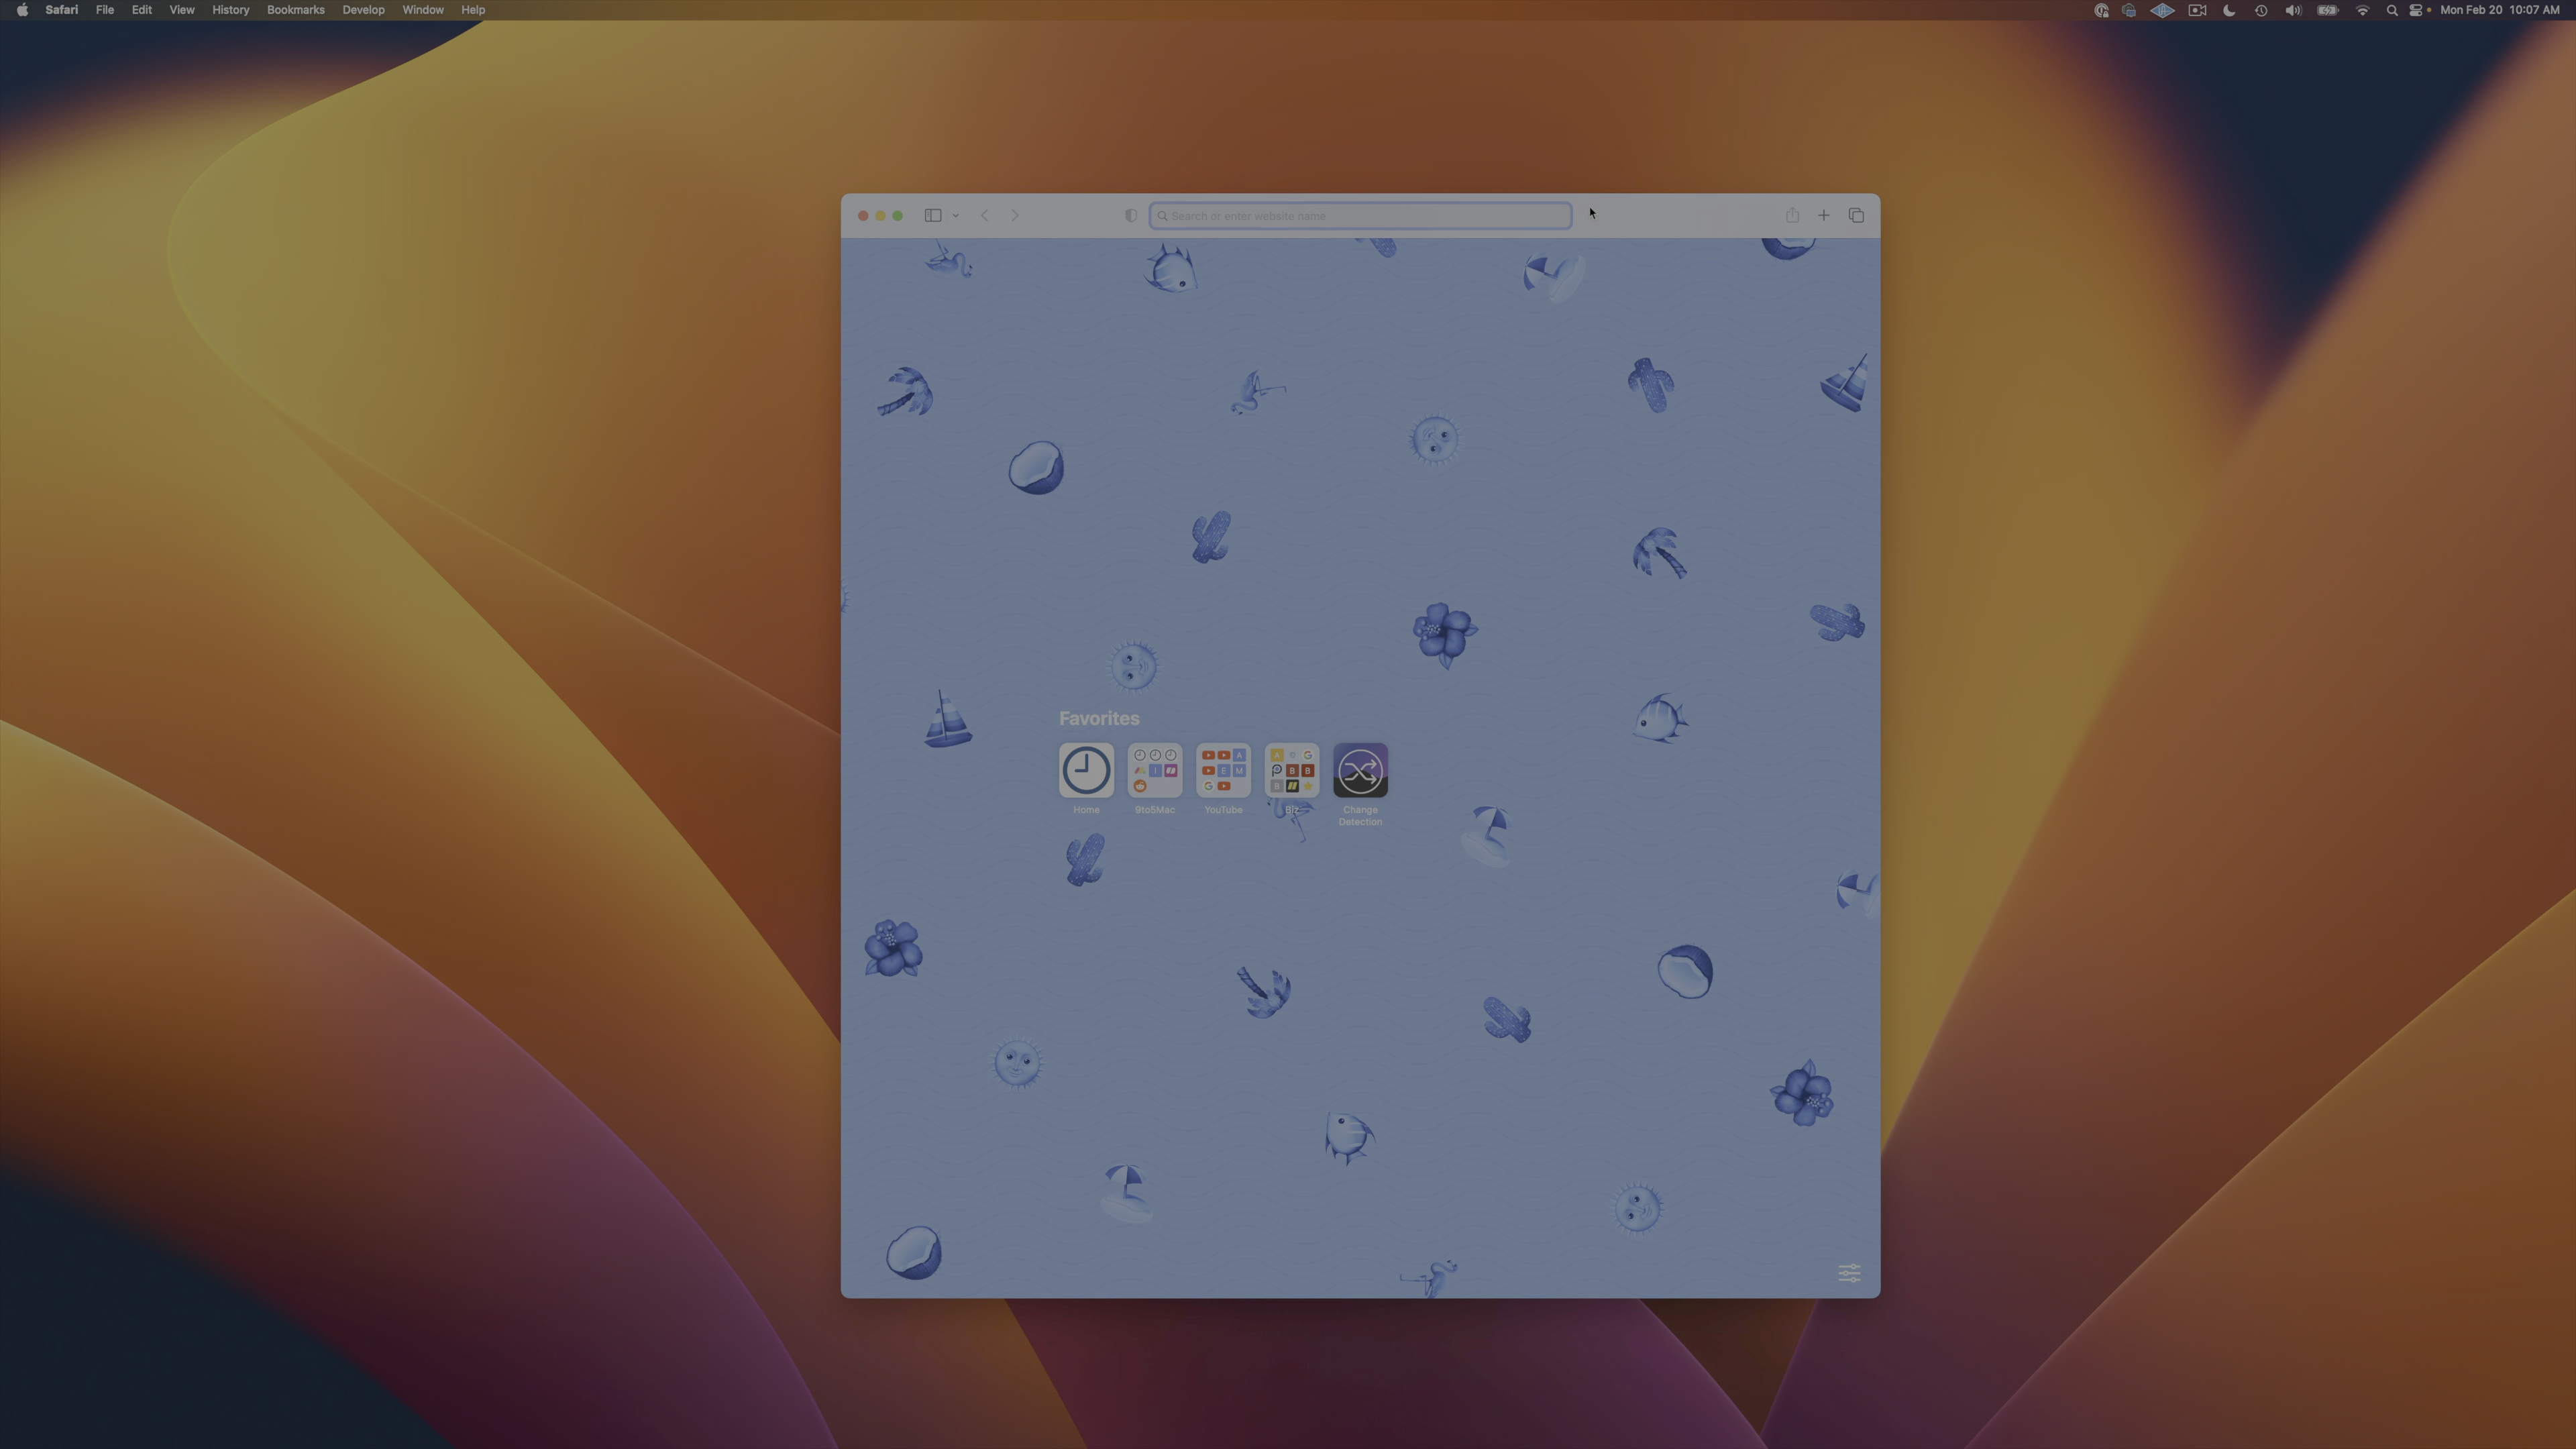 Safari File Edit View History Bookmarks Develop Window Help Mon Feb 20 10:07 AM
Search or enter website name
Favorites
Home 9to5Mac YouTube Biz Change
Detection